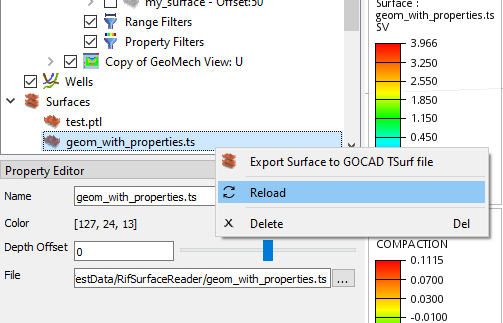 my_surface - Offset:50
Range Filters
Property Filters
Copy of GeoMech View: U
Wells
Surfaces
test.ptl
geom_with_properties.ts
Export Surface to GOCAD TSurf file
Reload
Delete Del
Property Editor
Name geom_with_properties.ts
Color [127, 24, 13]
Depth Offset 0
File estData/RifSurfaceReader/geom_with_properties.ts ...
Surface :
geom_with_properties.ts
SV
3.966
3.250
2.550
1.850
1.150
0.450
COMPACTION
0.1115
0.0700
0.0300
-0.0100